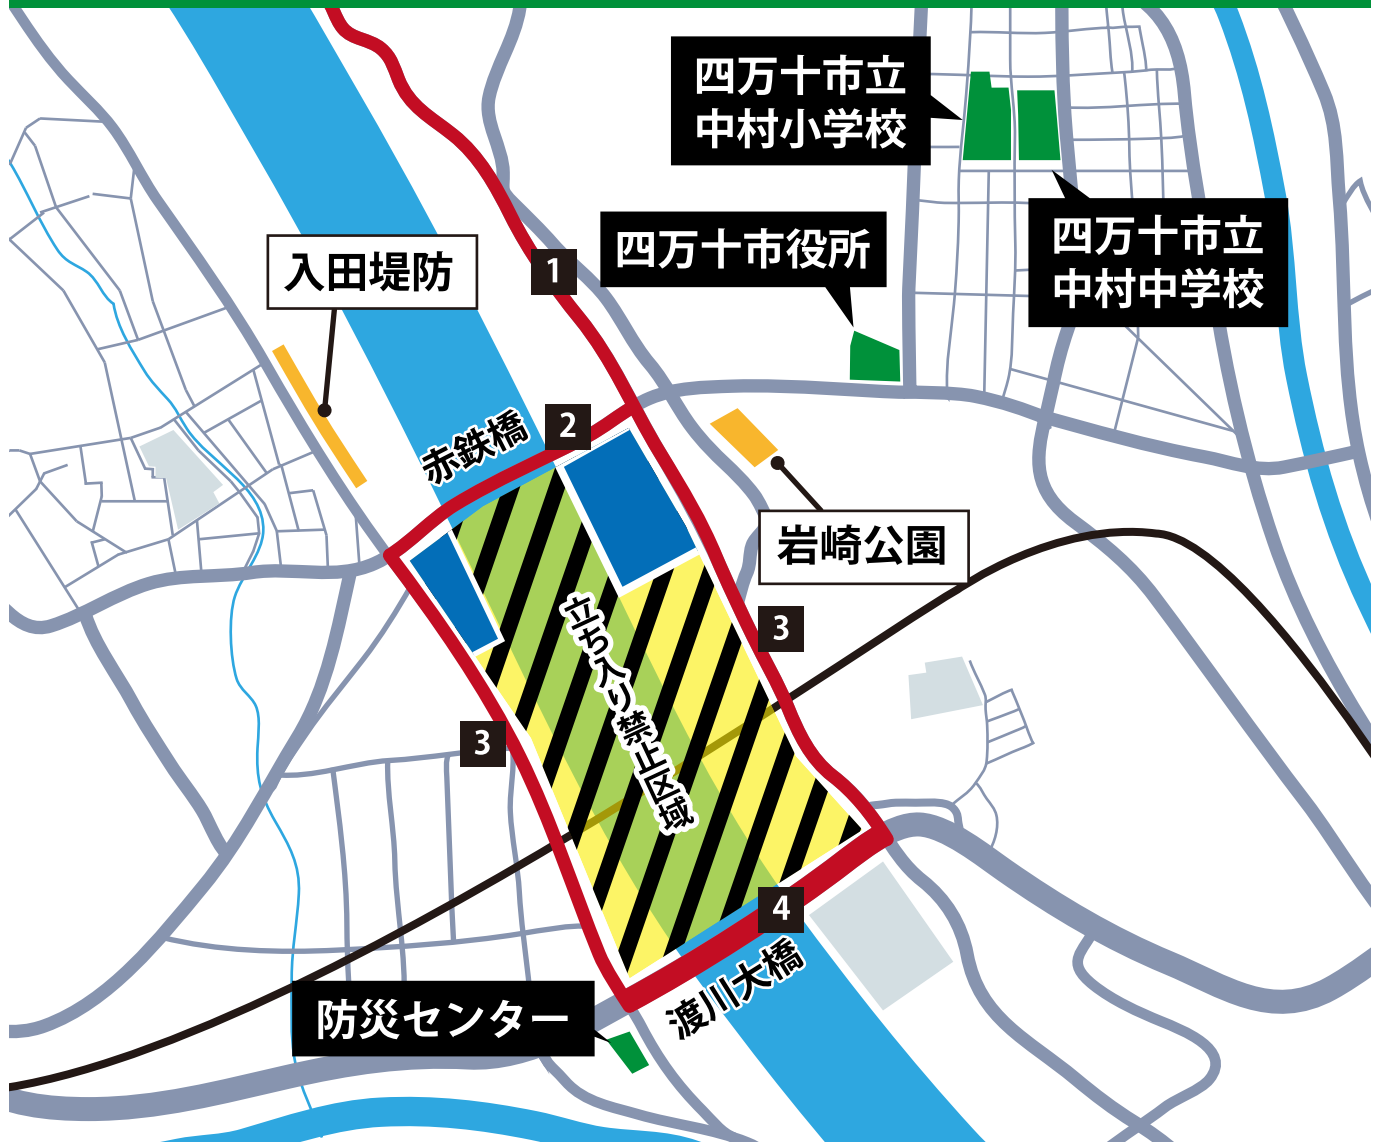 四万十市立
中村小学校
四万十市立
中村中学校
四万十市役所
入田堤防
1
2
赤鉄橋
岩崎公園
3
立ち入り禁止区域
3
4
渡川大橋
防災センター